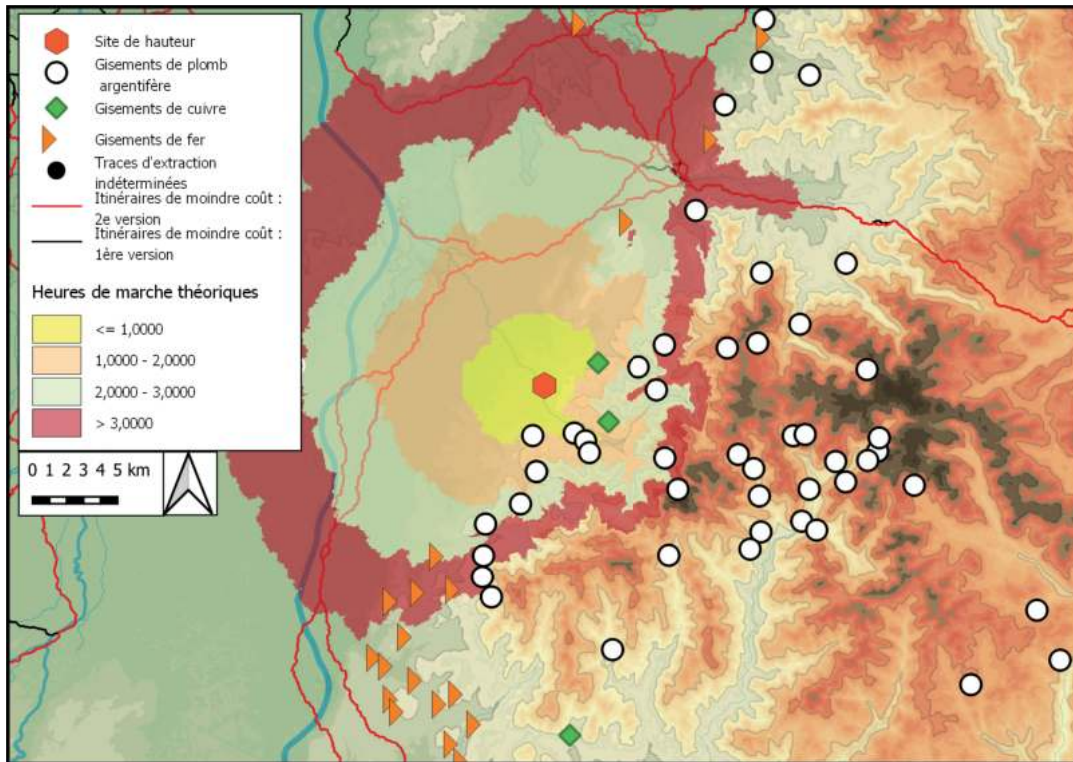 Site de hauteur
Gisements de plomb
argentifère
Gisements de cuivre
Gisements de fer
Traces d'extraction
indéterminées
Itinéraires de moindre coût :
2e version
Itinéraires de moindre coût :
1ère version
Heures de marche théoriques
<= 1,0000
1,0000 - 2,0000
2,0000 - 3,0000
> 3,0000
0 1 2 3 4 5 km